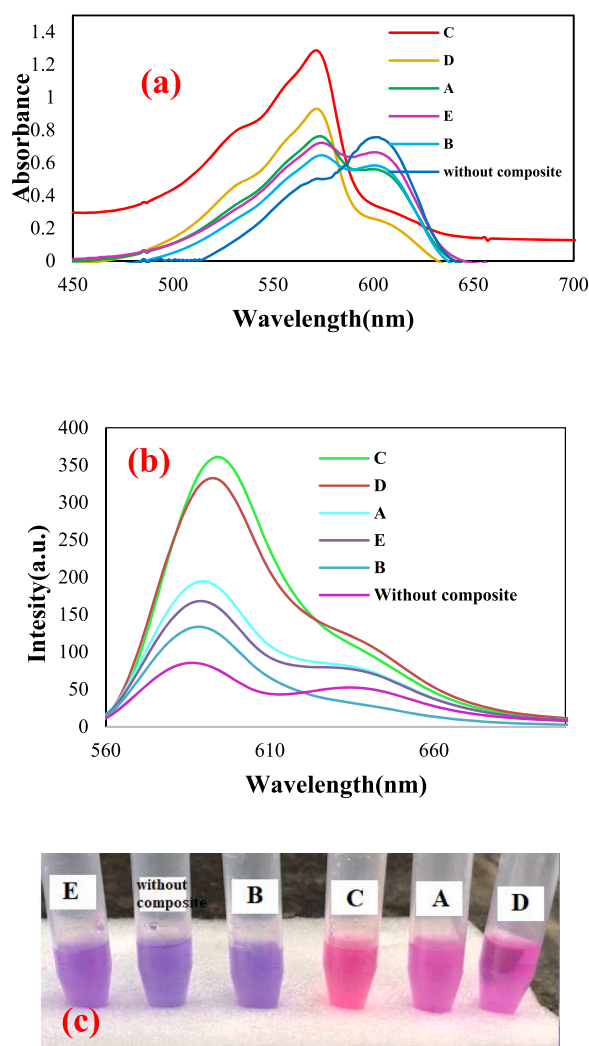 (a)
Absorbance
1.4
1.2
1
0.8
0.6
0.4
0.2
0
450 500 550 600 650 700
Wavelength(nm)
C
D
A
E
B
without composite
(b)
Intesity(a.u.)
400
350
300
250
200
150
100
50
0
560 610 660
Wavelength(nm)
C
D
A
E
B
Without composite
E
without
composite
B
C
A
D
(c)